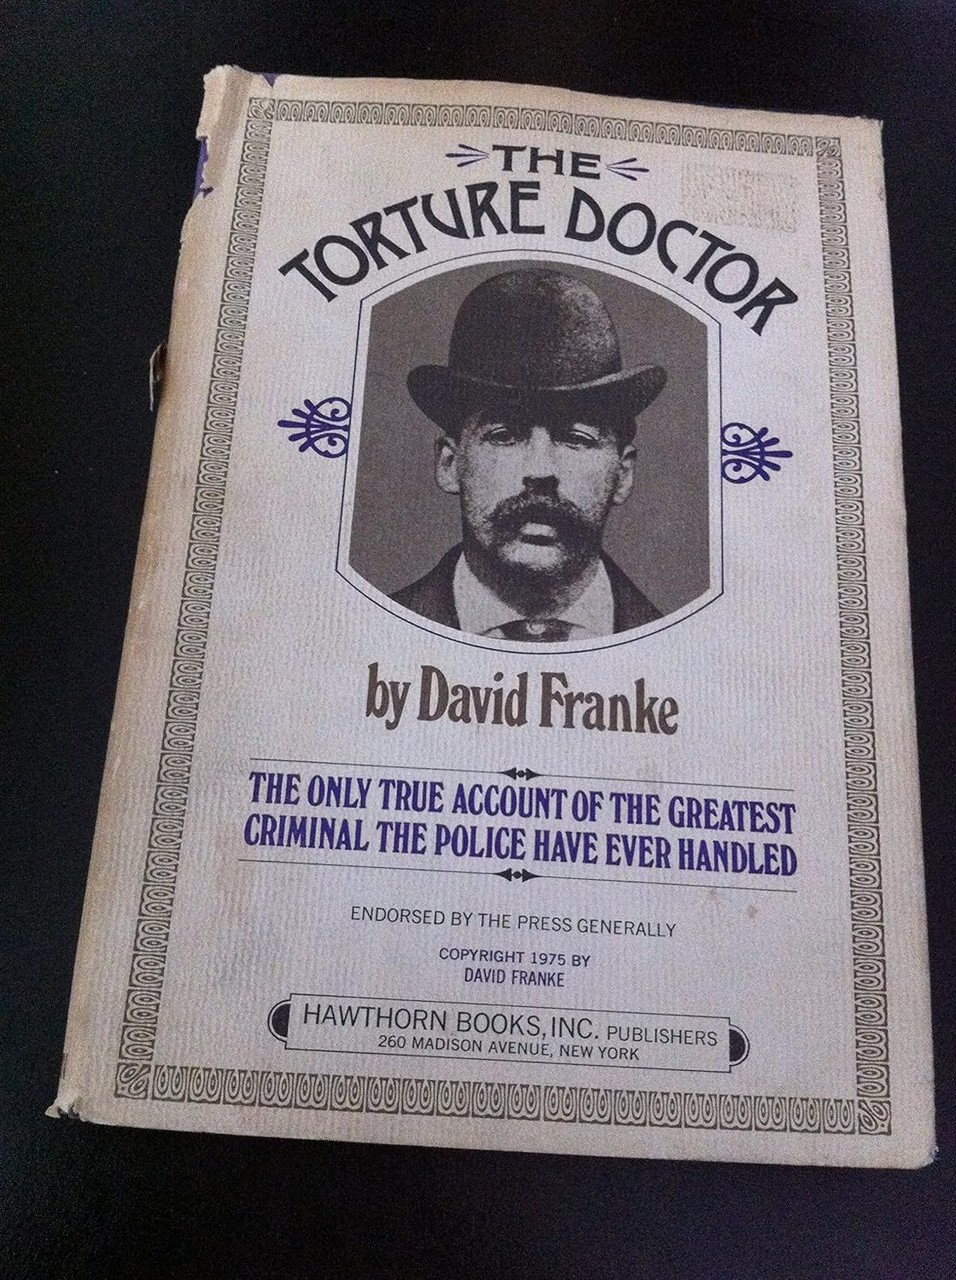 THE
TORTURE DOCTOR
by David Franke
THE ONLY TRUE ACCOUNT OF THE GREATEST
CRIMINAL THE POLICE HAVE EVER HANDLED
ENDORSED BY THE PRESS GENERALLY
COPYRIGHT 1975 BY
DAVID FRANKE
HAWTHORN BOOKS, INC. PUBLISHERS
260 MADISON AVENUE, NEW YORK